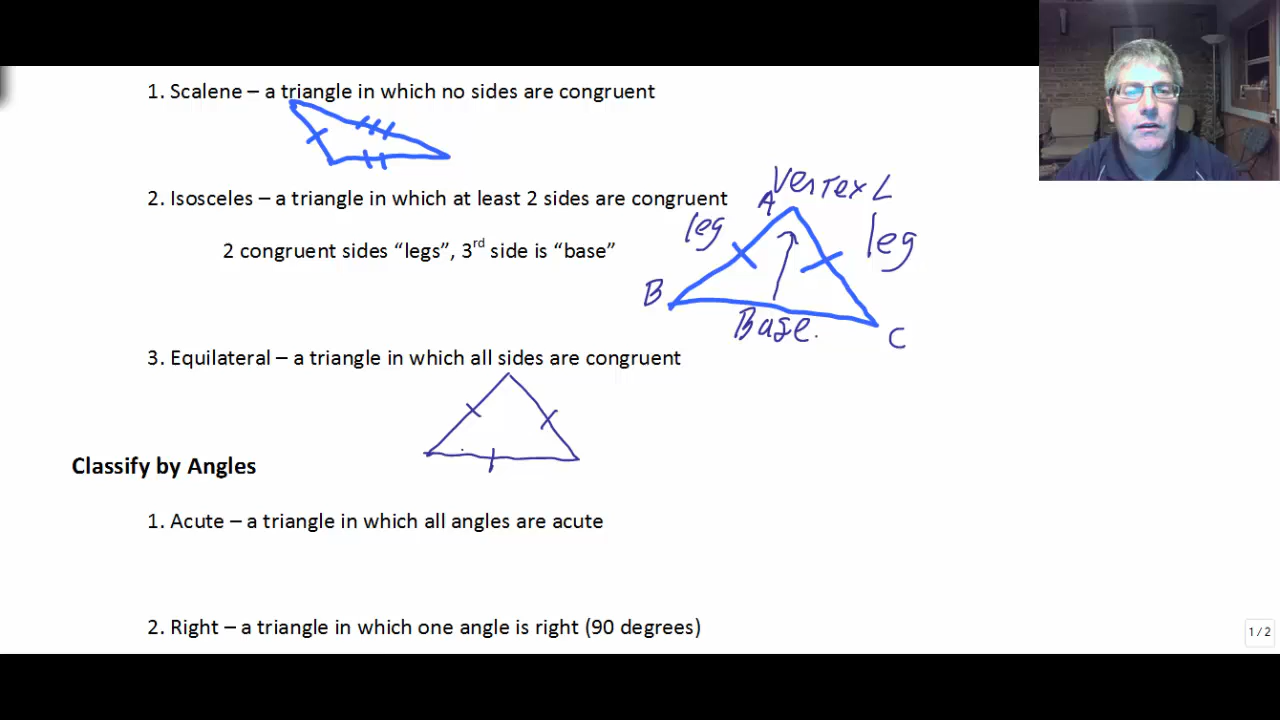 1. Scalene – a triangle in which no sides are congruent
2. Isosceles – a triangle in which at least 2 sides are congruent
2 congruent sides “legs”, 3rd side is “base”
A Vertex ∠
leg
leg
B
Base.
C
3. Equilateral – a triangle in which all sides are congruent
Classify by Angles
1. Acute – a triangle in which all angles are acute
2. Right – a triangle in which one angle is right (90 degrees)
1 / 2